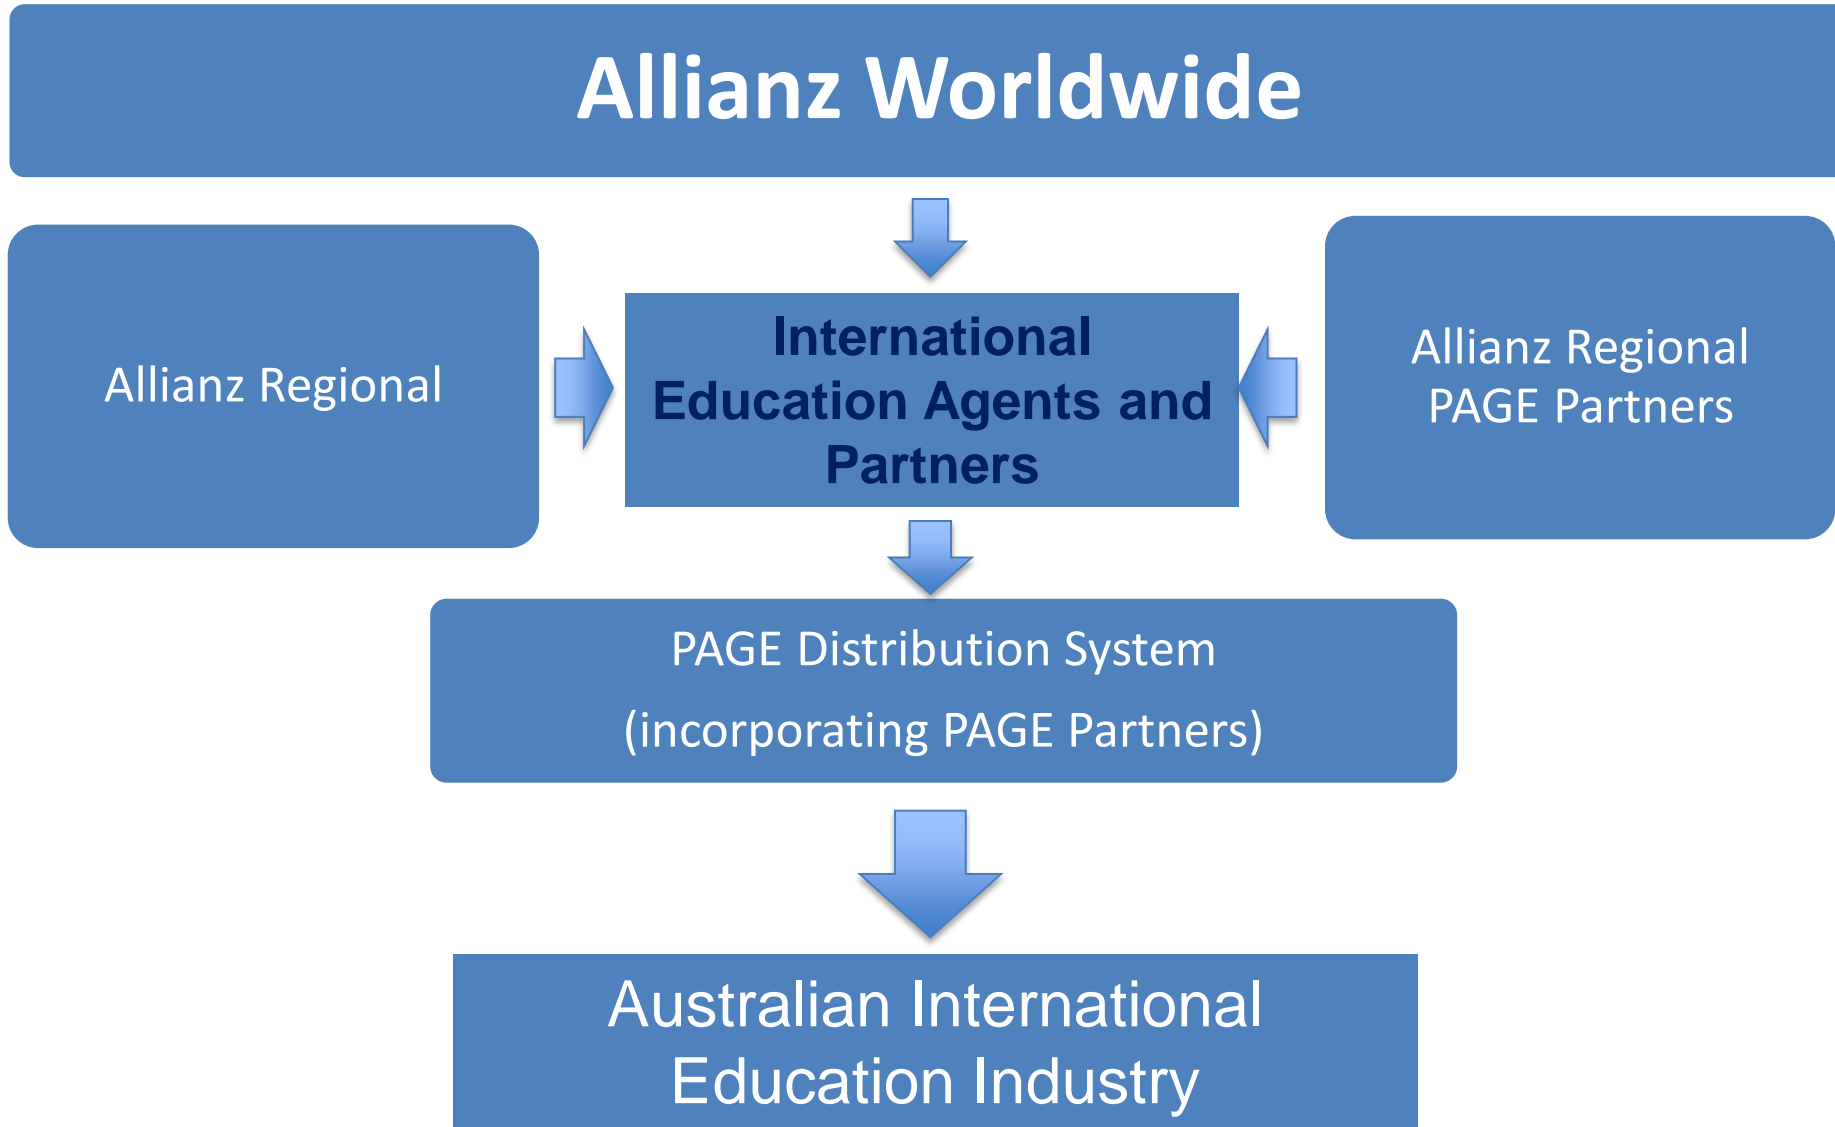 Allianz Worldwide
Allianz Regional
International
Education Agents and
Partners
Allianz Regional
PAGE Partners
PAGE Distribution System
(incorporating PAGE Partners)
Australian International
Education Industry